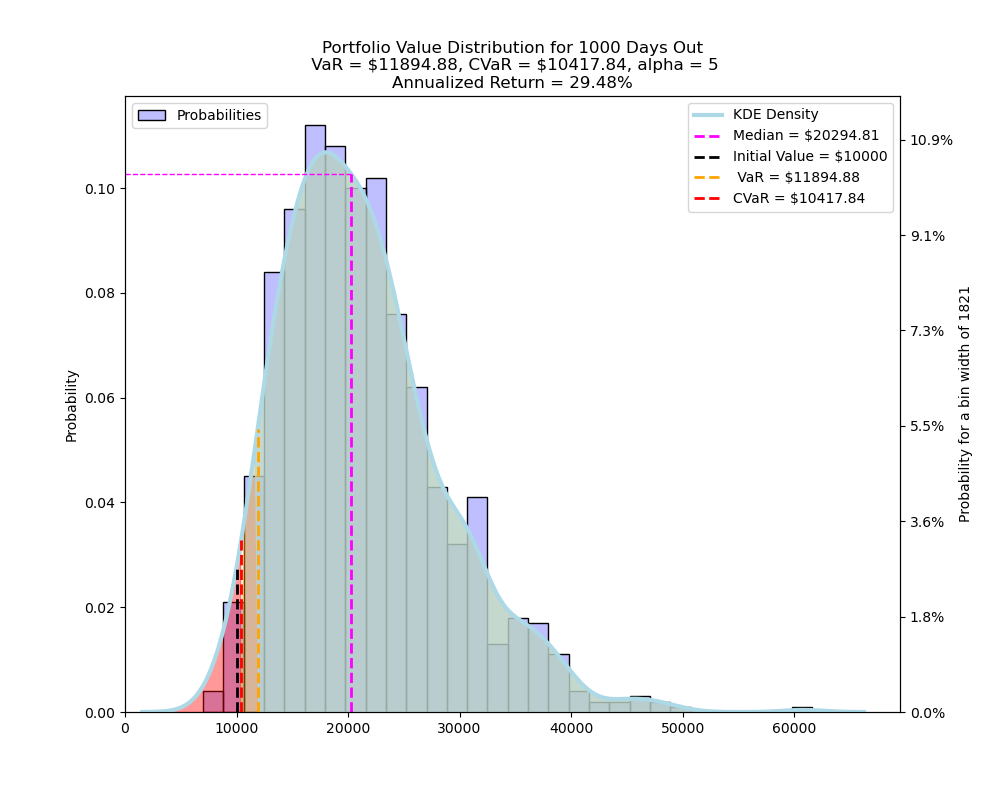 Portfolio Value Distribution for 1000 Days Out
VaR = $11894.88, CVaR = $10417.84, alpha = 5
Annualized Return = 29.48%
Probabilities
KDE Density
Median = $20294.81
Initial Value = $10000
VaR = $11894.88
CVaR = $10417.84
Probability
0.10
0.08
0.06
0.04
0.02
0.00
10.9%
9.1%
7.3%
5.5%
3.6%
1.8%
0.0%
Probability for a bin width of 1821
0
10000
20000
30000
40000
50000
60000